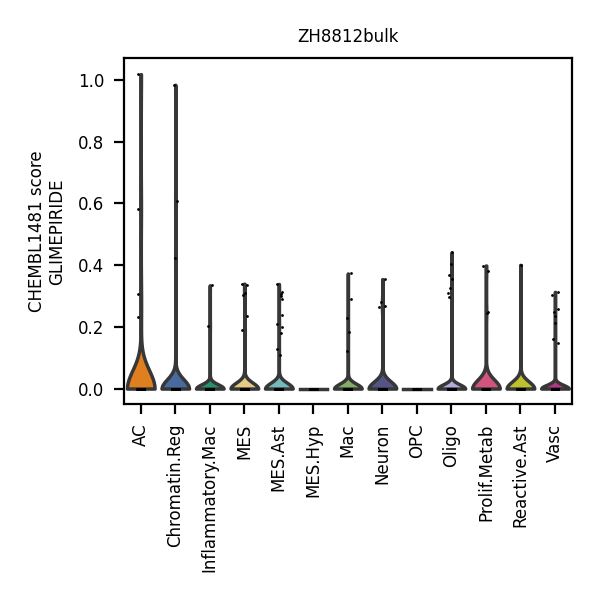 ZH8812bulk
CHEMBL1481 score
GLIMEPIRIDE
1.0
0.8
0.6
0.4
0.2
0.0
AC
Chromatin.Reg
Inflammatory.Mac
MES
MES.Ast
MES.Hyp
Mac
Neuron
OPC
Oligo
Prolif.Metab
Reactive.Ast
Vasc